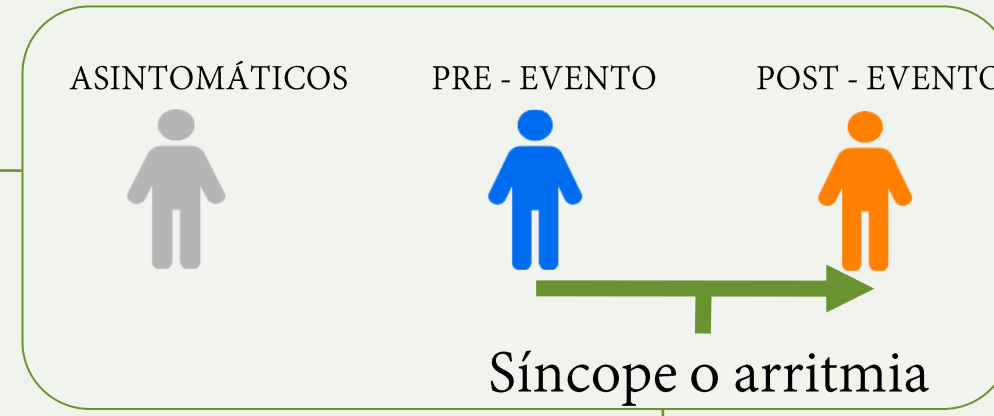 ASINTOMÁTICOS PRE - EVENTO POST - EVENTO
Síncope o arritmia